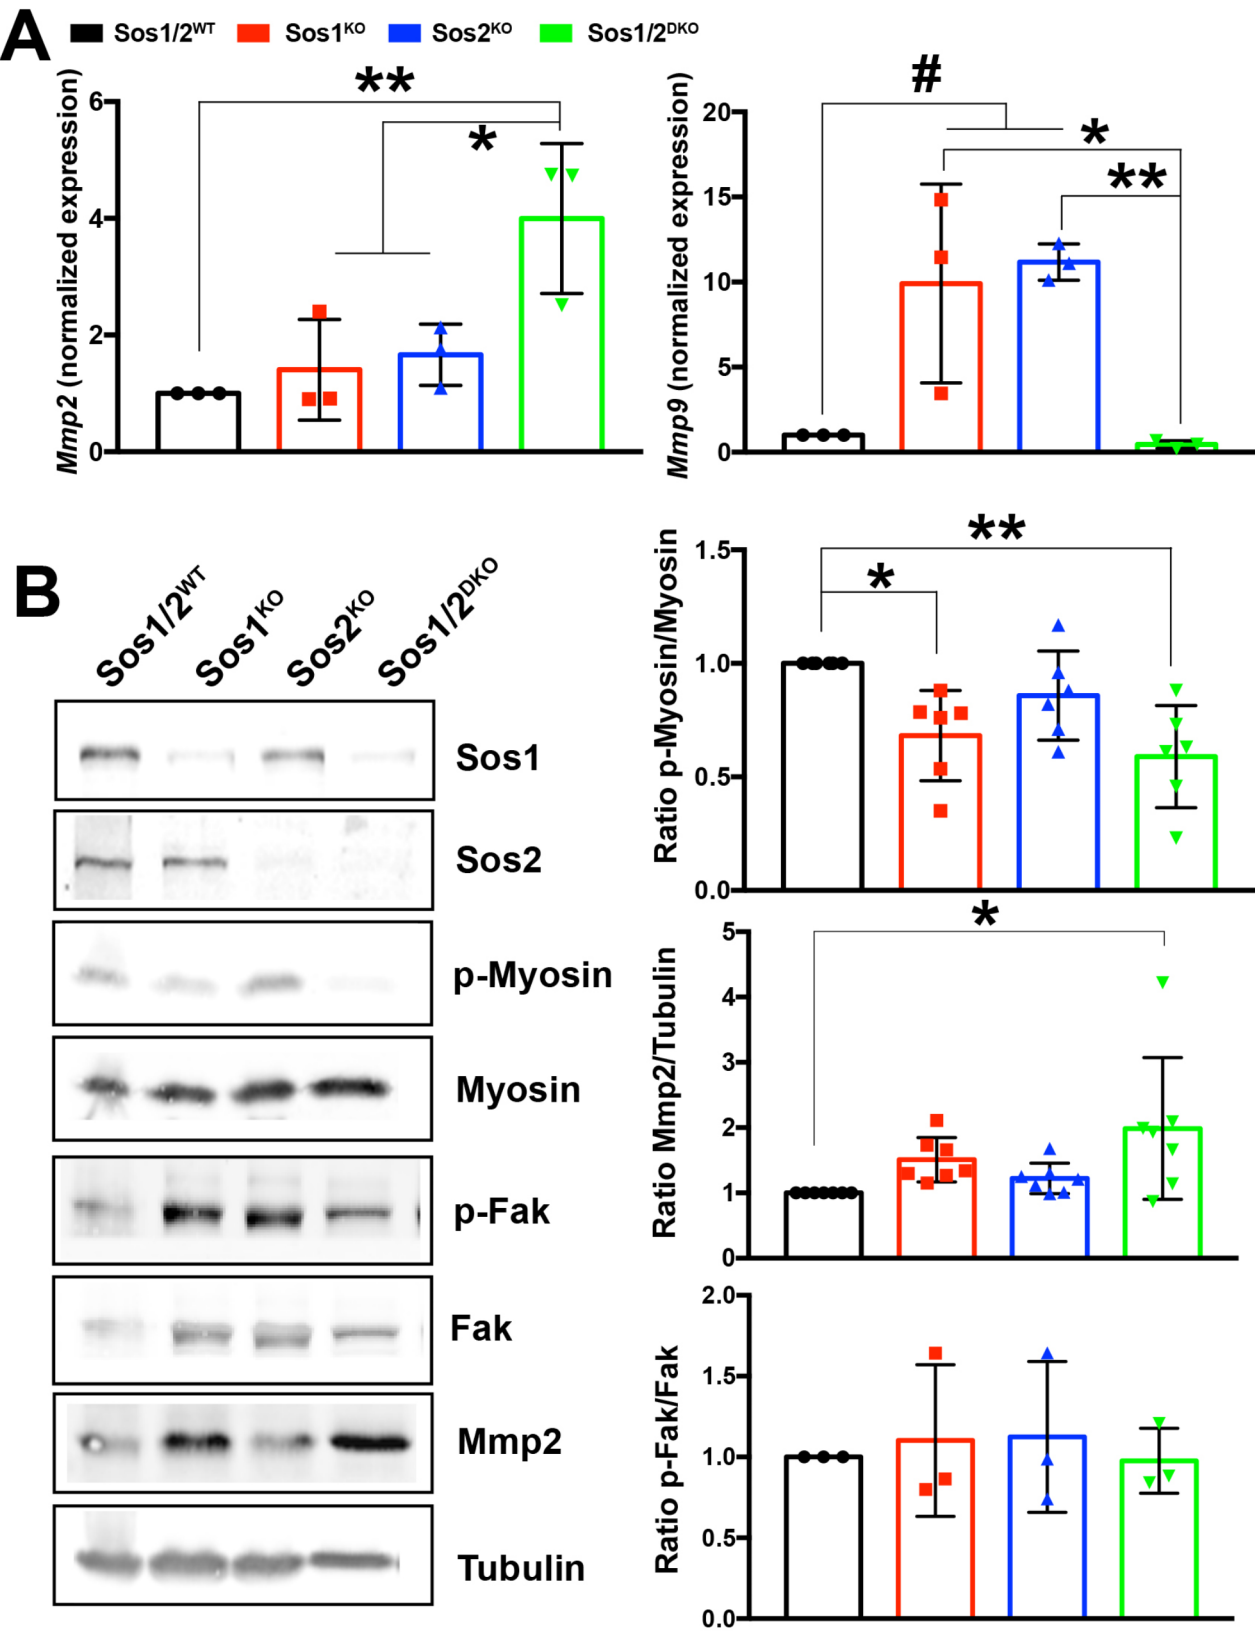 A
Sos1/2WT Sos1KO Sos2KO Sos1/2DKO
Mmp2 (normalized expression)
6
4
2
0
**
*
Mmp9 (normalized expression)
20
15
10
5
0
#
*
**
B
Sos1/2WT
Sos1KO
Sos2KO
Sos1/2DKO
Sos1
Sos2
p-Myosin
Myosin
p-Fak
Fak
Mmp2
Tubulin
Ratio p-Myosin/Myosin
1.5
1.0
0.5
0.0
**
*
Ratio Mmp2/Tubulin
5
4
3
2
1
0
*
Ratio p-Fak/Fak
2.0
1.5
1.0
0.5
0.0